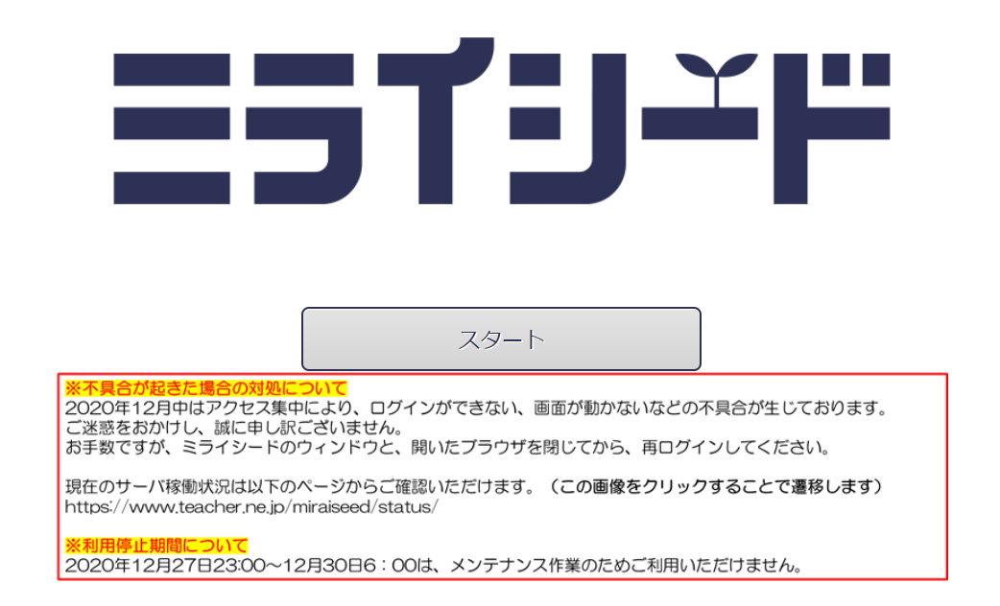 ミライシード
スタート
※不具合が起きた場合の対処について
2020年12月中はアクセス集中により、ログインができない、画面が動かないなどの不具合が生じております。
ご迷惑をおかけし、誠に申し訳ございません。
お手数ですが、ミライシードのウィンドウと、開いたブラウザを閉じてから、再ログインしてください。
現在のサーバ稼働状況は以下のページからご確認いただけます。（この画像をクリックすることで遷移します）
https://www.teacher.ne.jp/miraiseed/status/
※利用停止期間について
2020年12月27日23:00～12月30日6：00は、メンテナンス作業のためご利用いただけません。